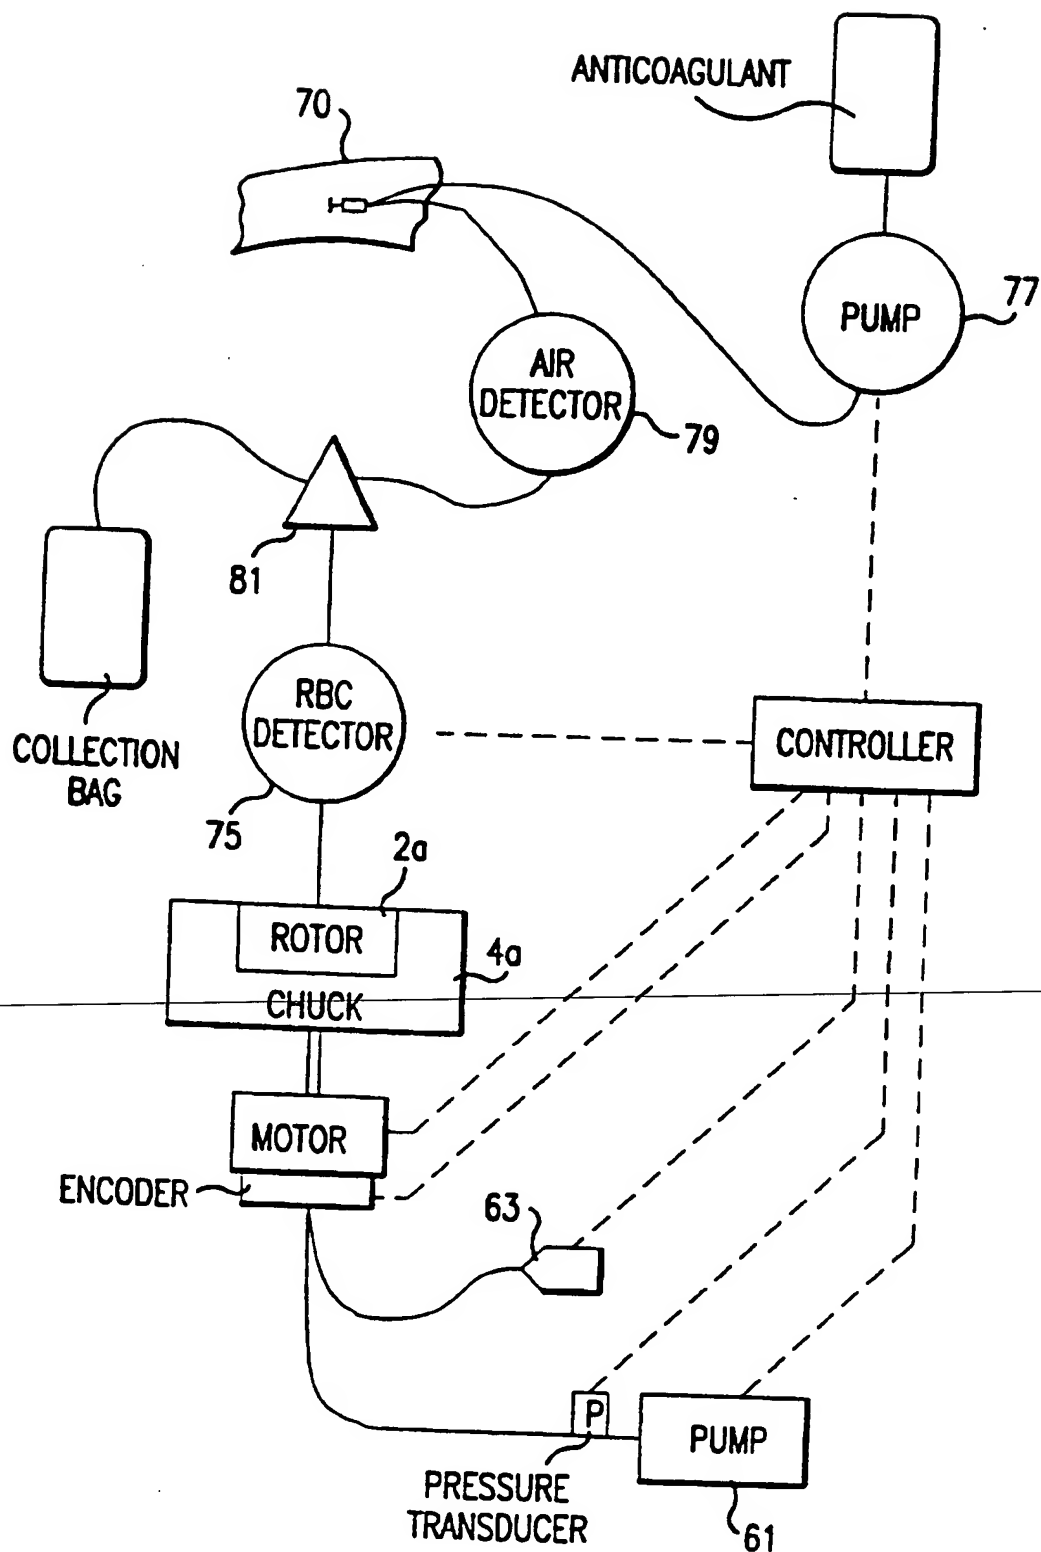 ANTICOAGULANT
70
PUMP
77
AIR
DETECTOR
79
81
RBC
DETECTOR
COLLECTION
BAG
CONTROLLER
75
2a
ROTOR
4a
CHUCK
MOTOR
ENCODER
63
P
PUMP
PRESSURE
TRANSDUCER
61